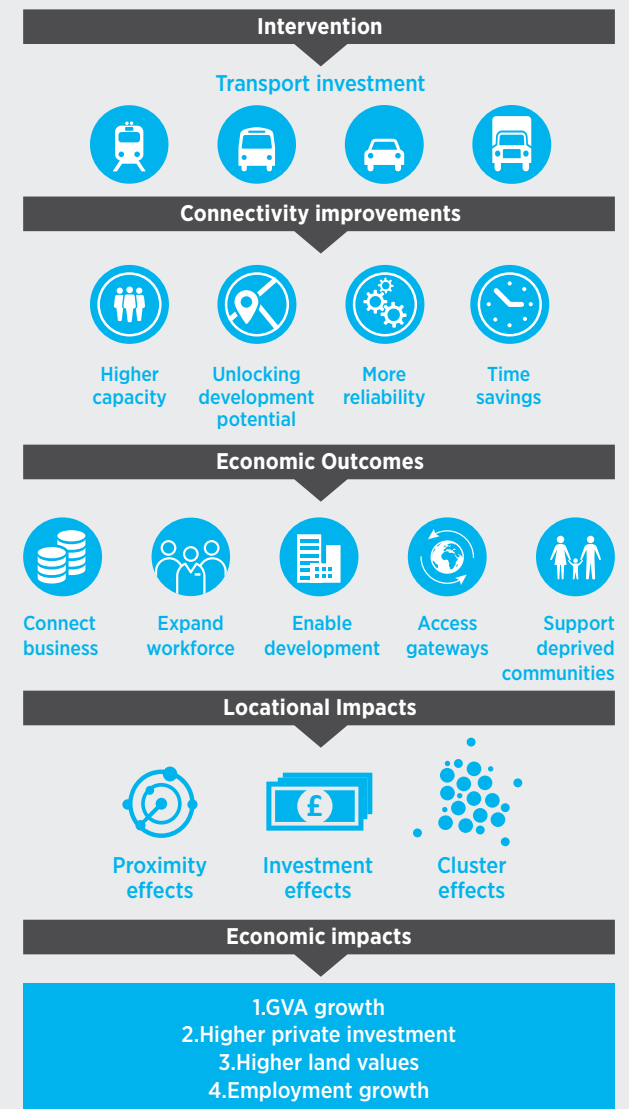 Intervention
Transport investment
Connectivity improvements
Higher
capacity
Unlocking
development
potential
More
reliability
Time
savings
Economic Outcomes
Connect
business
Expand
workforce
Enable
development
Access
gateways
Support
deprived
communities
Locational Impacts
£
Proximity
effects
Investment
effects
Cluster
effects
Economic impacts
1.GVA growth
2.Higher private investment
3.Higher land values
4.Employment growth